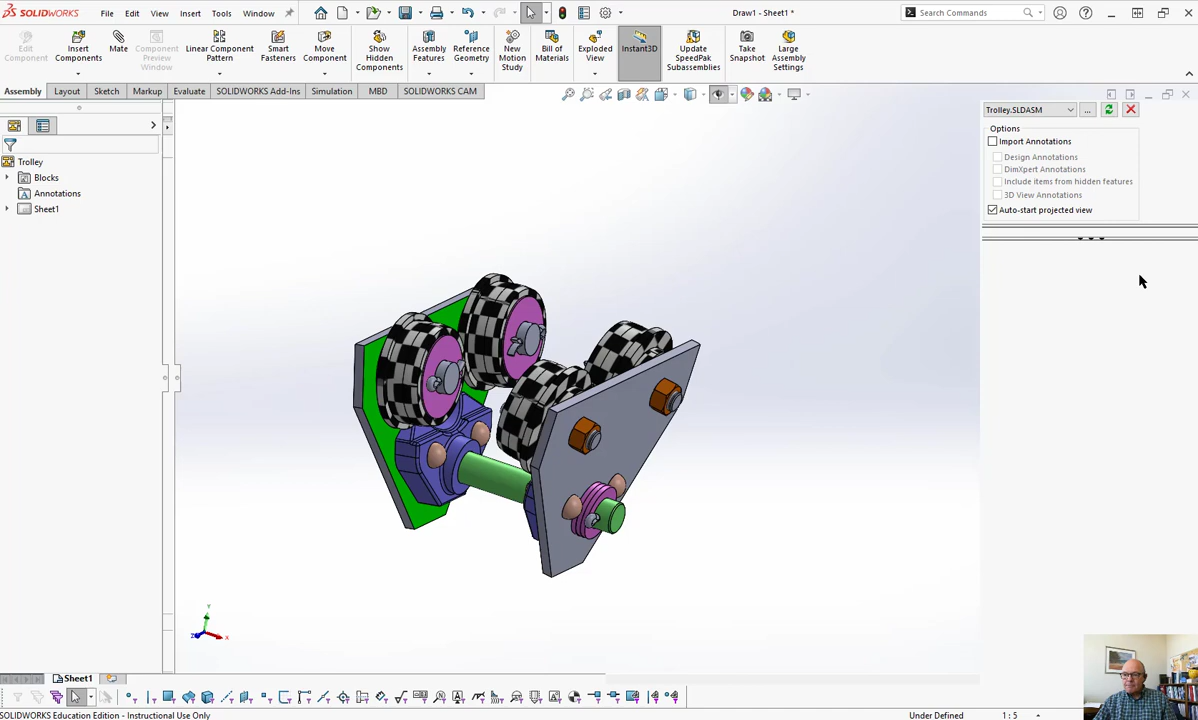 SOLIDWORKS File Edit View Insert Tools Window Draw1 - Sheet1 * Search Commands
Edit Component
Insert Components
Mate
Component Preview Window
Linear Component Pattern
Smart Fasteners
Move Component
Show Hidden Components
Assembly Features
Reference Geometry
New Motion Study
Bill of Materials
Exploded View
Instant3D
Update SpeedPak Subassemblies
Take Snapshot
Large Assembly Settings
Assembly Layout Sketch Markup Evaluate SOLIDWORKS Add-Ins Simulation MBD SOLIDWORKS CAM
Trolley.SLDASM ...
Options
Import Annotations
Design Annotations
DimXpert Annotations
Include items from hidden features
3D View Annotations
Auto-start projected view
Trolley
Blocks
Annotations
Sheet1
Y
X
Z
Sheet1
SOLIDWORKS Education Edition - Instructional Use Only Under Defined 1 : 5